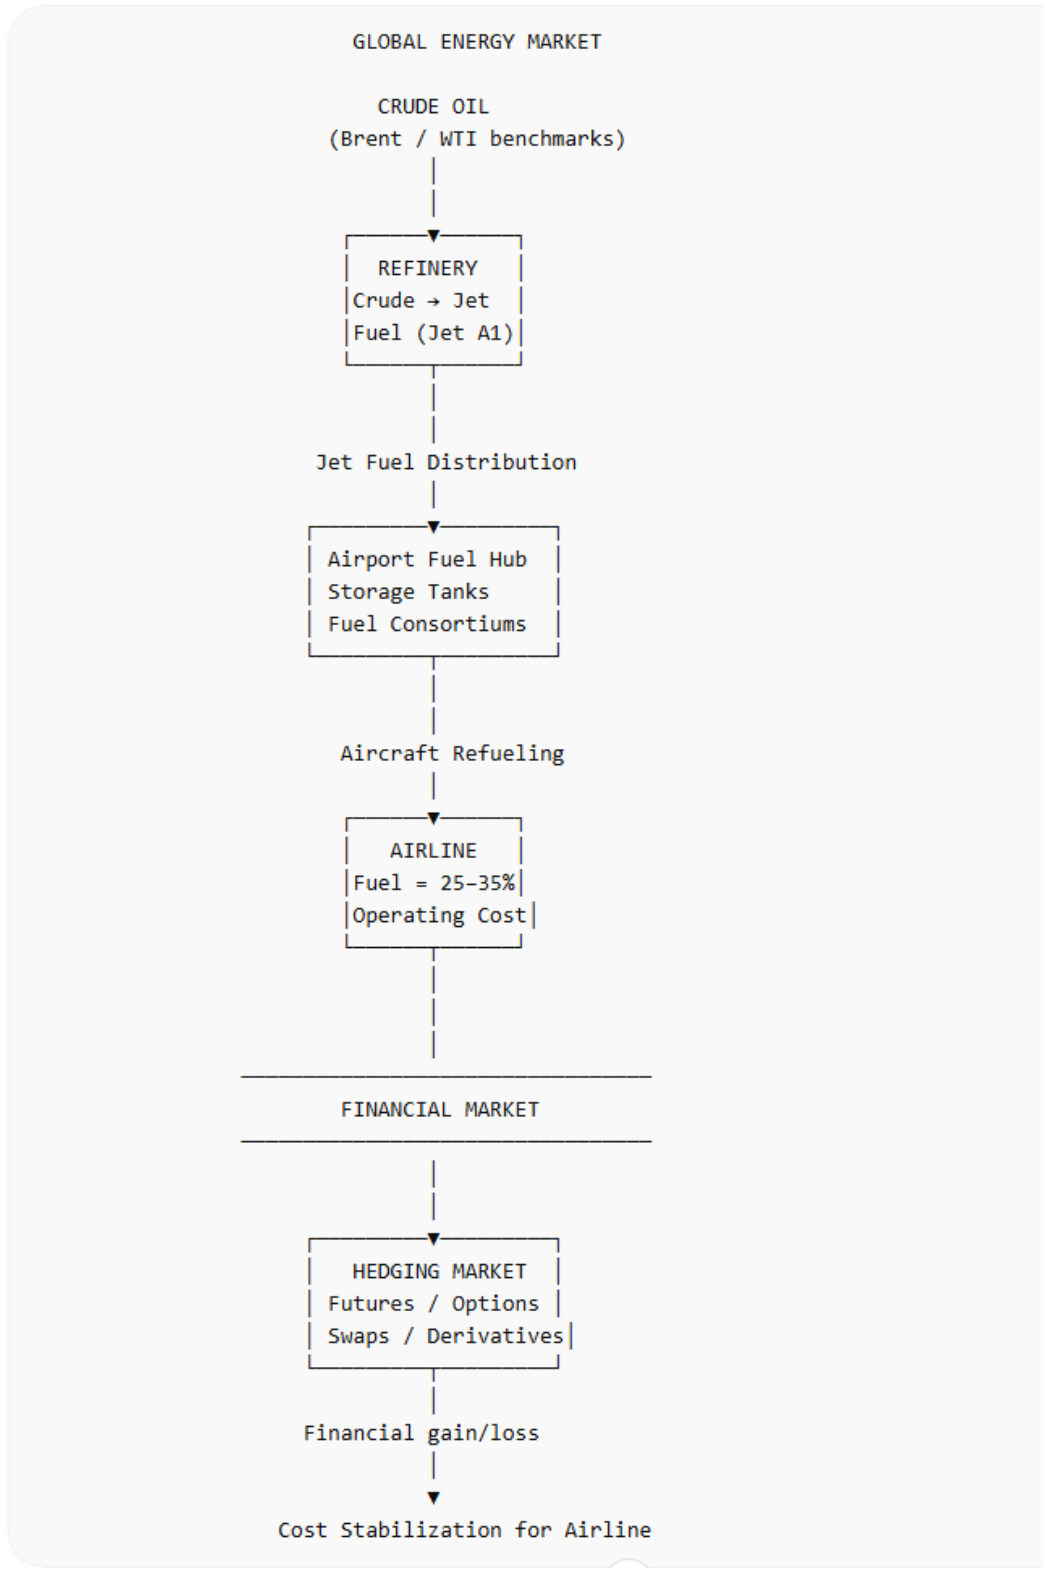 GLOBAL ENERGY MARKET
CRUDE OIL
(Brent / WTI benchmarks)
REFINERY
Crude → Jet
Fuel (Jet A1)
Jet Fuel Distribution
Airport Fuel Hub
Storage Tanks
Fuel Consortiums
Aircraft Refueling
AIRLINE
Fuel = 25–35%
Operating Cost
FINANCIAL MARKET
HEDGING MARKET
Futures / Options
Swaps / Derivatives
Financial gain/loss
Cost Stabilization for Airline